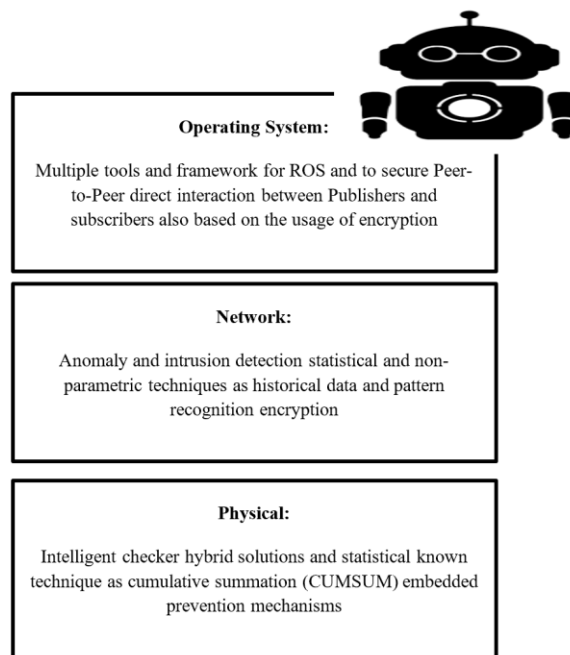 Operating System:
Multiple tools and framework for ROS and to secure Peer-
to-Peer direct interaction between Publishers and
subscribers also based on the usage of encryption
Network:
Anomaly and intrusion detection statistical and non-
parametric techniques as historical data and pattern
recognition encryption
Physical:
Intelligent checker hybrid solutions and statistical known
technique as cumulative summation (CUMSUM) embedded
prevention mechanisms